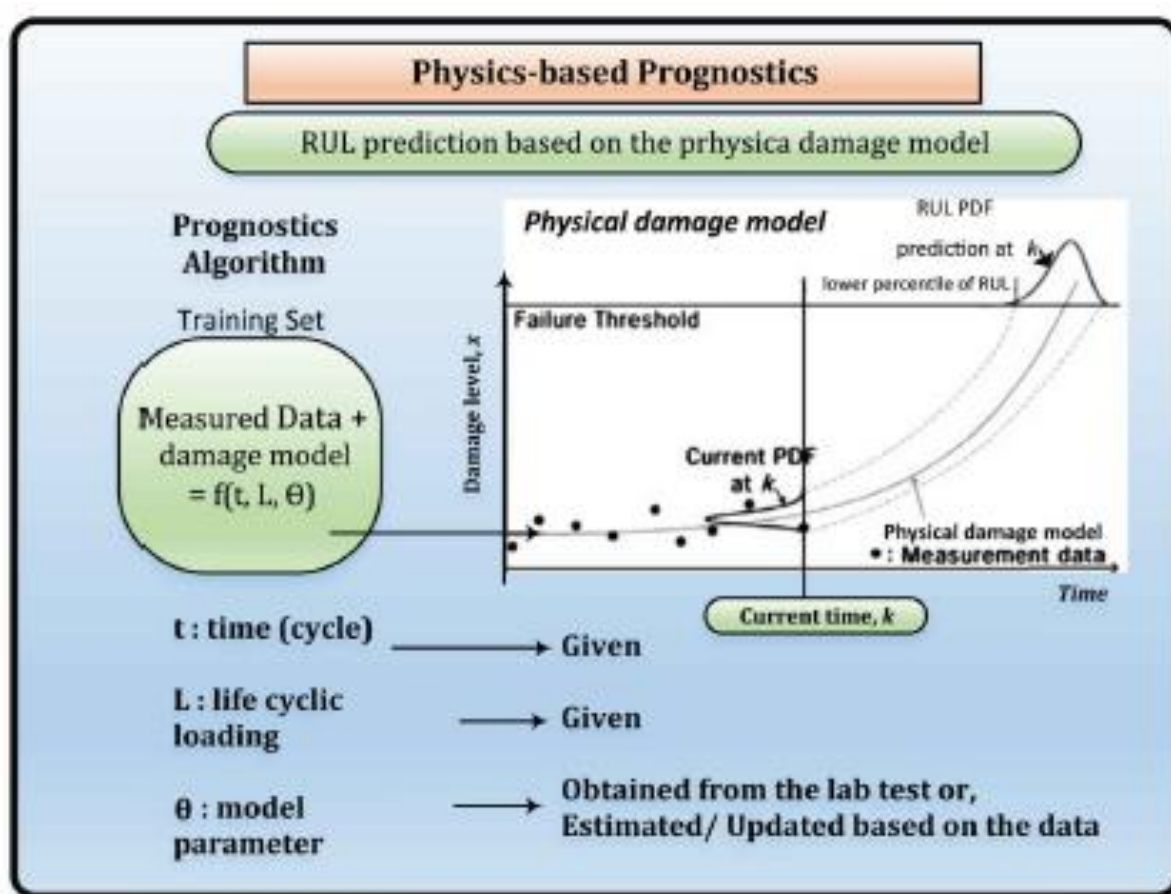 Physics-based Prognostics
RUL prediction based on the prhysica damage model
Prognostics
Algorithm
Training Set
Measured Data +
damage model
= f(t, L, Θ)
Physical damage model
RUL PDF
prediction at k
lower percentile of RUL
Failure Threshold
Damage level, x
Current PDF
at k
Physical damage model
• : Measurement data
Time
Current time, k
t : time (cycle)
Given
L : life cyclic
loading
Given
θ : model
parameter
Obtained from the lab test or,
Estimated/ Updated based on the data